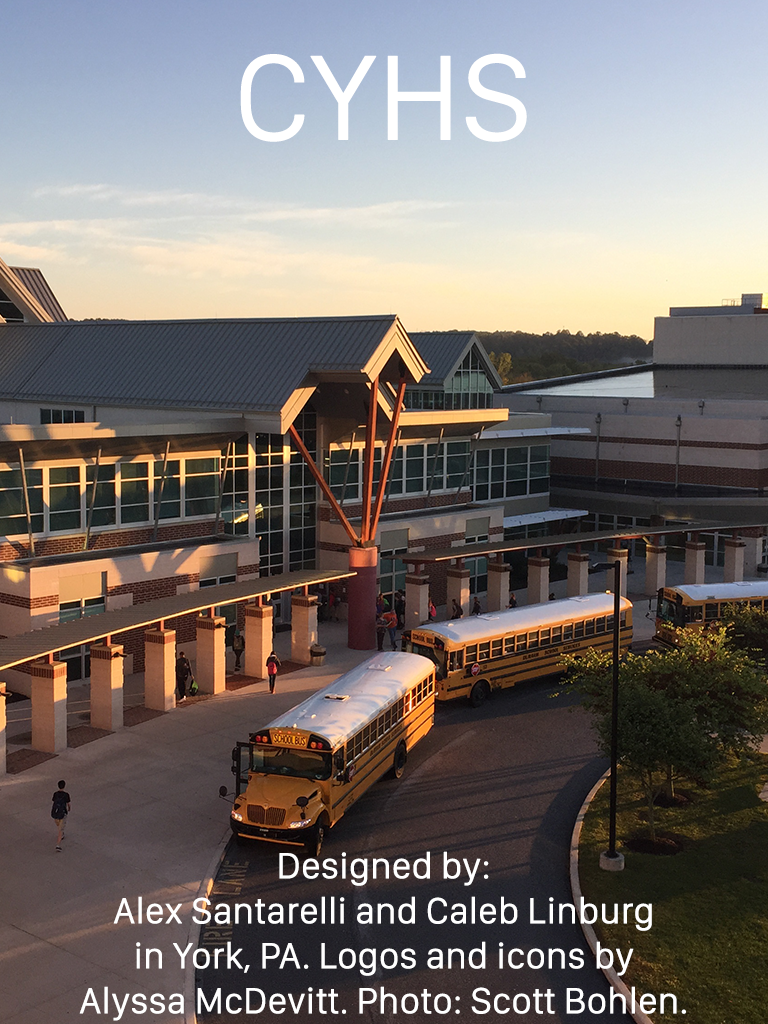 CYHS
SCHOOL BUS
Designed by:
Alex Santarelli and Caleb Linburg
in York, PA. Logos and icons by
Alyssa McDevitt. Photo: Scott Bohlen.